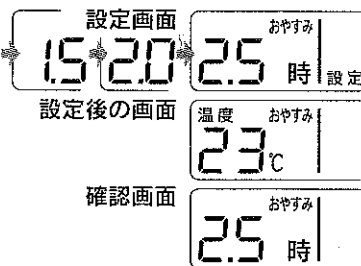 設定画面
おやすみ
1.5 2.0 2.5 時 設定
設定後の画面
温度 おやすみ
23℃
確認画面
おやすみ
2.5 時